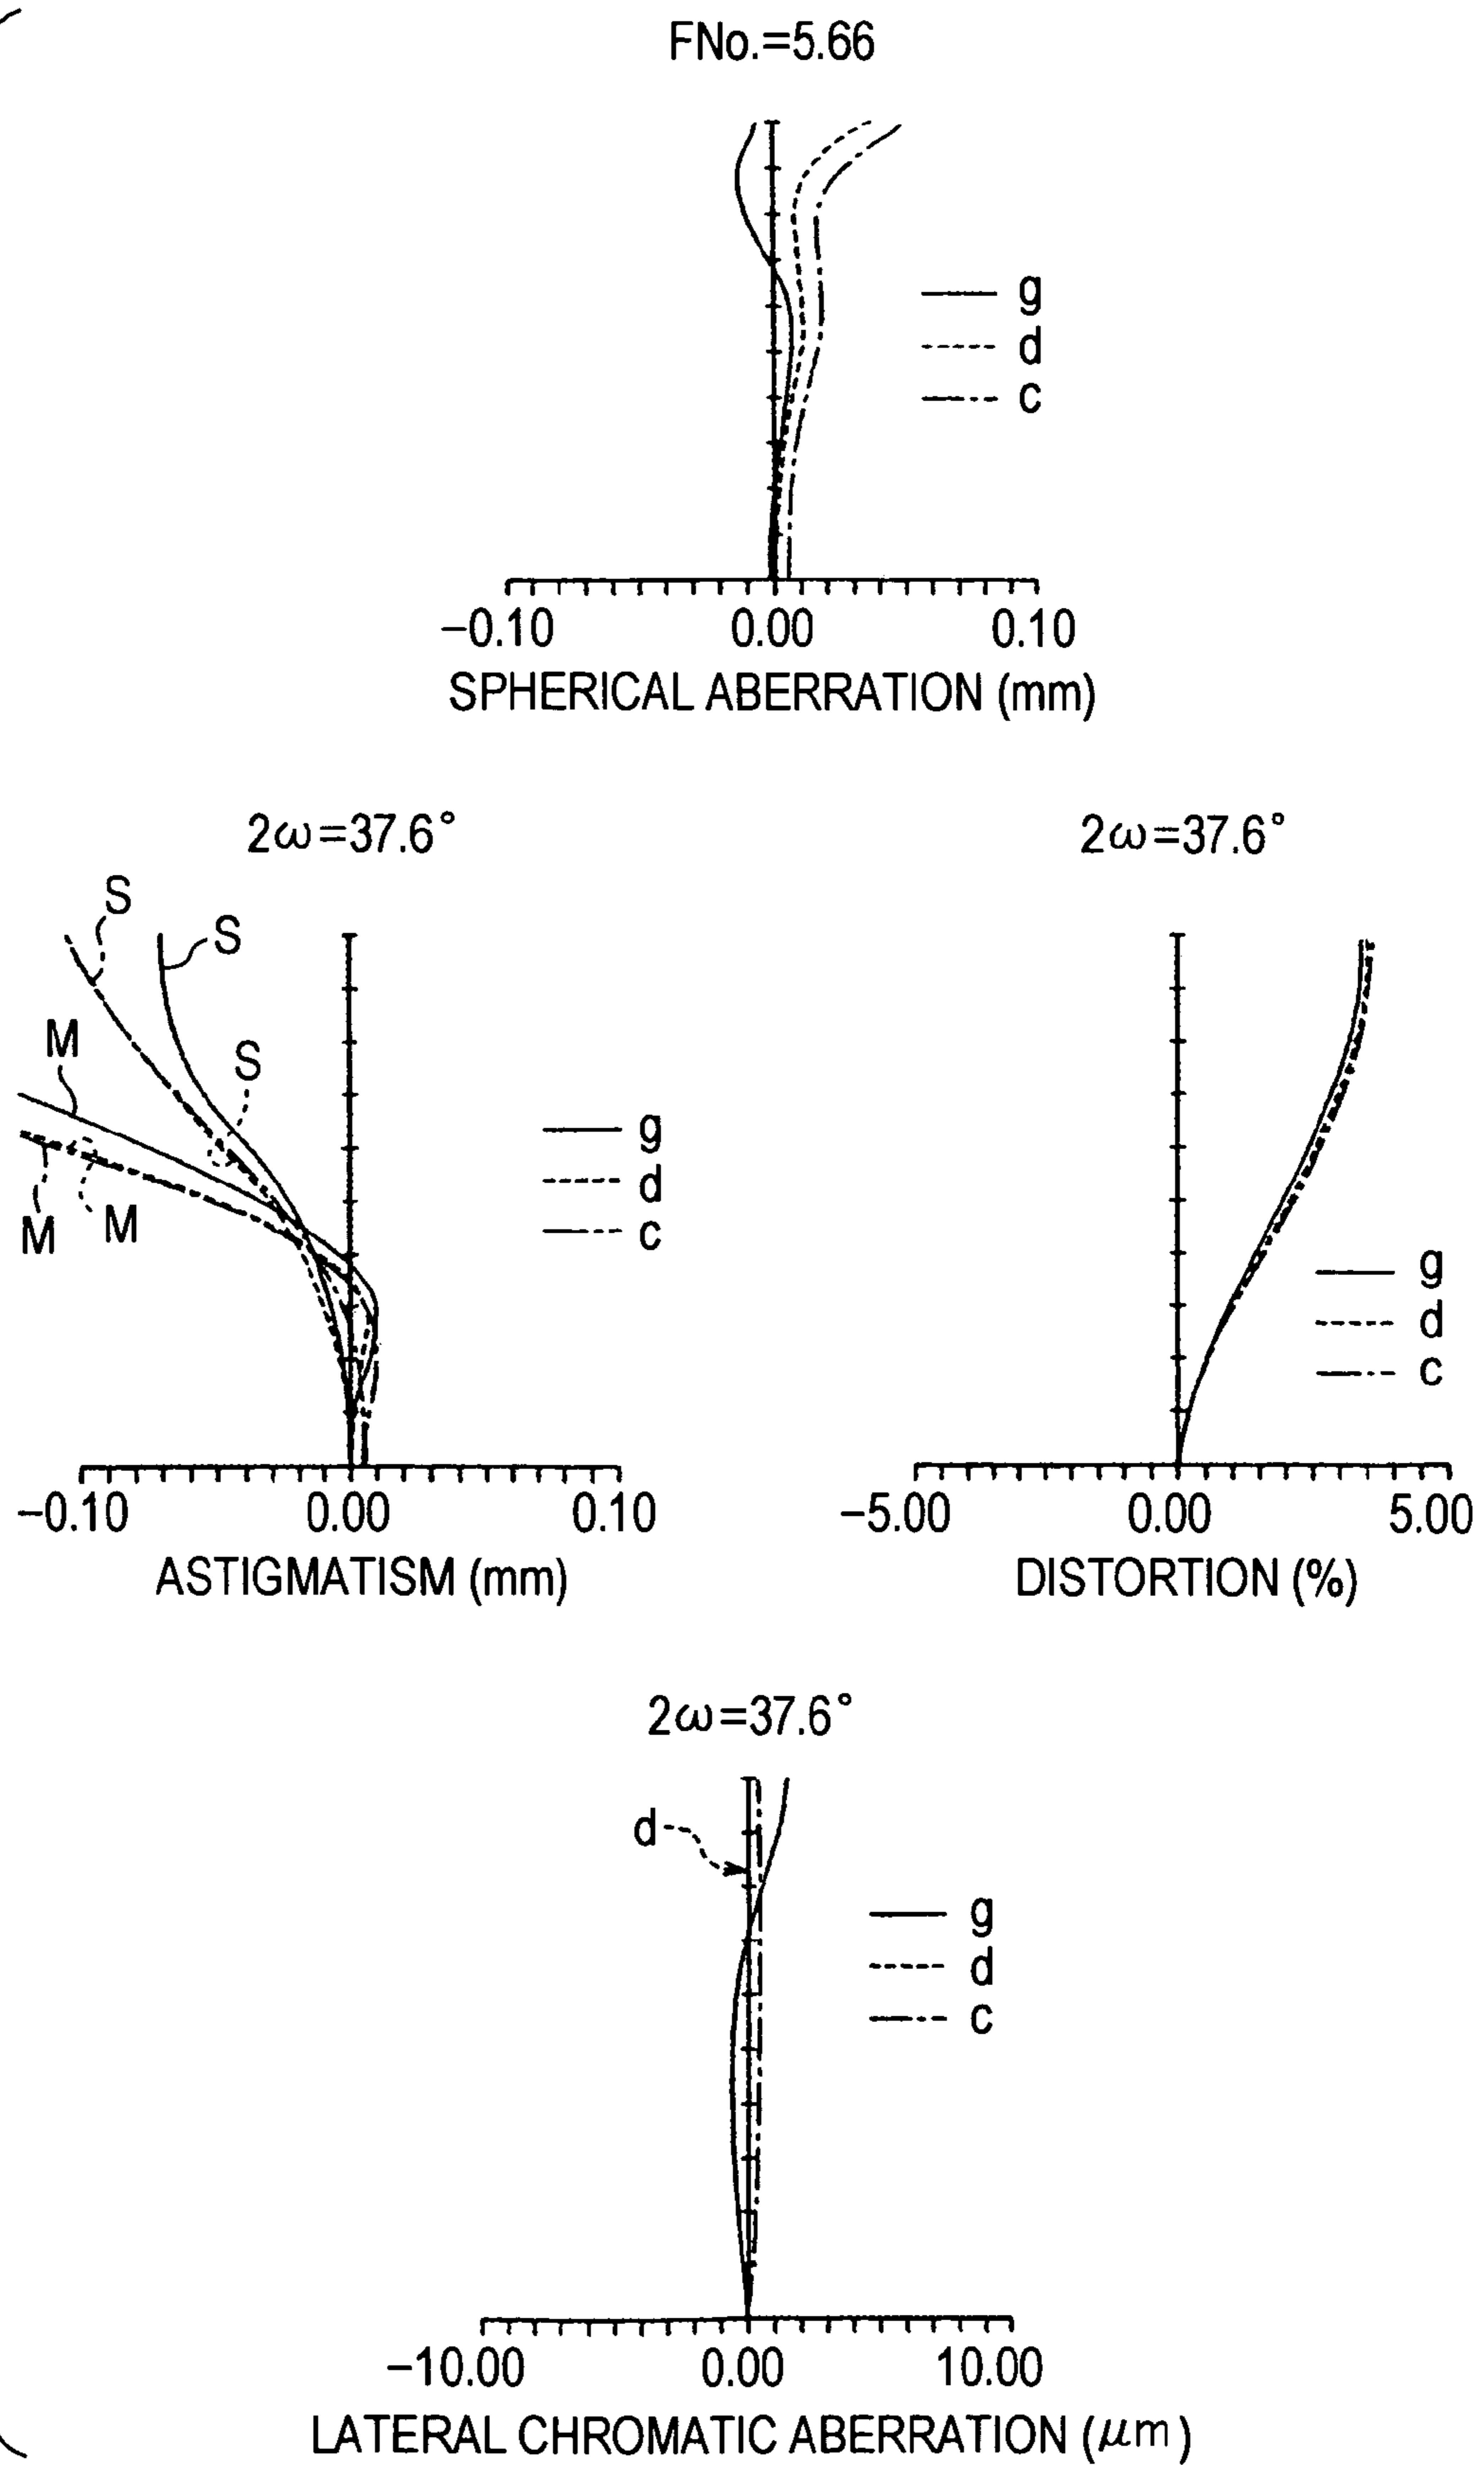 FNo.=5.66
g
d
c
−0.10 0.00 0.10
SPHERICAL ABERRATION (mm)
2ω=37.6°
S
S
M
S
M
M
g
d
c
−0.10 0.00 0.10
ASTIGMATISM (mm)
2ω=37.6°
g
d
c
−5.00 0.00 5.00
DISTORTION (%)
2ω=37.6°
d
g
d
c
−10.00 0.00 10.00
LATERAL CHROMATIC ABERRATION (μm)